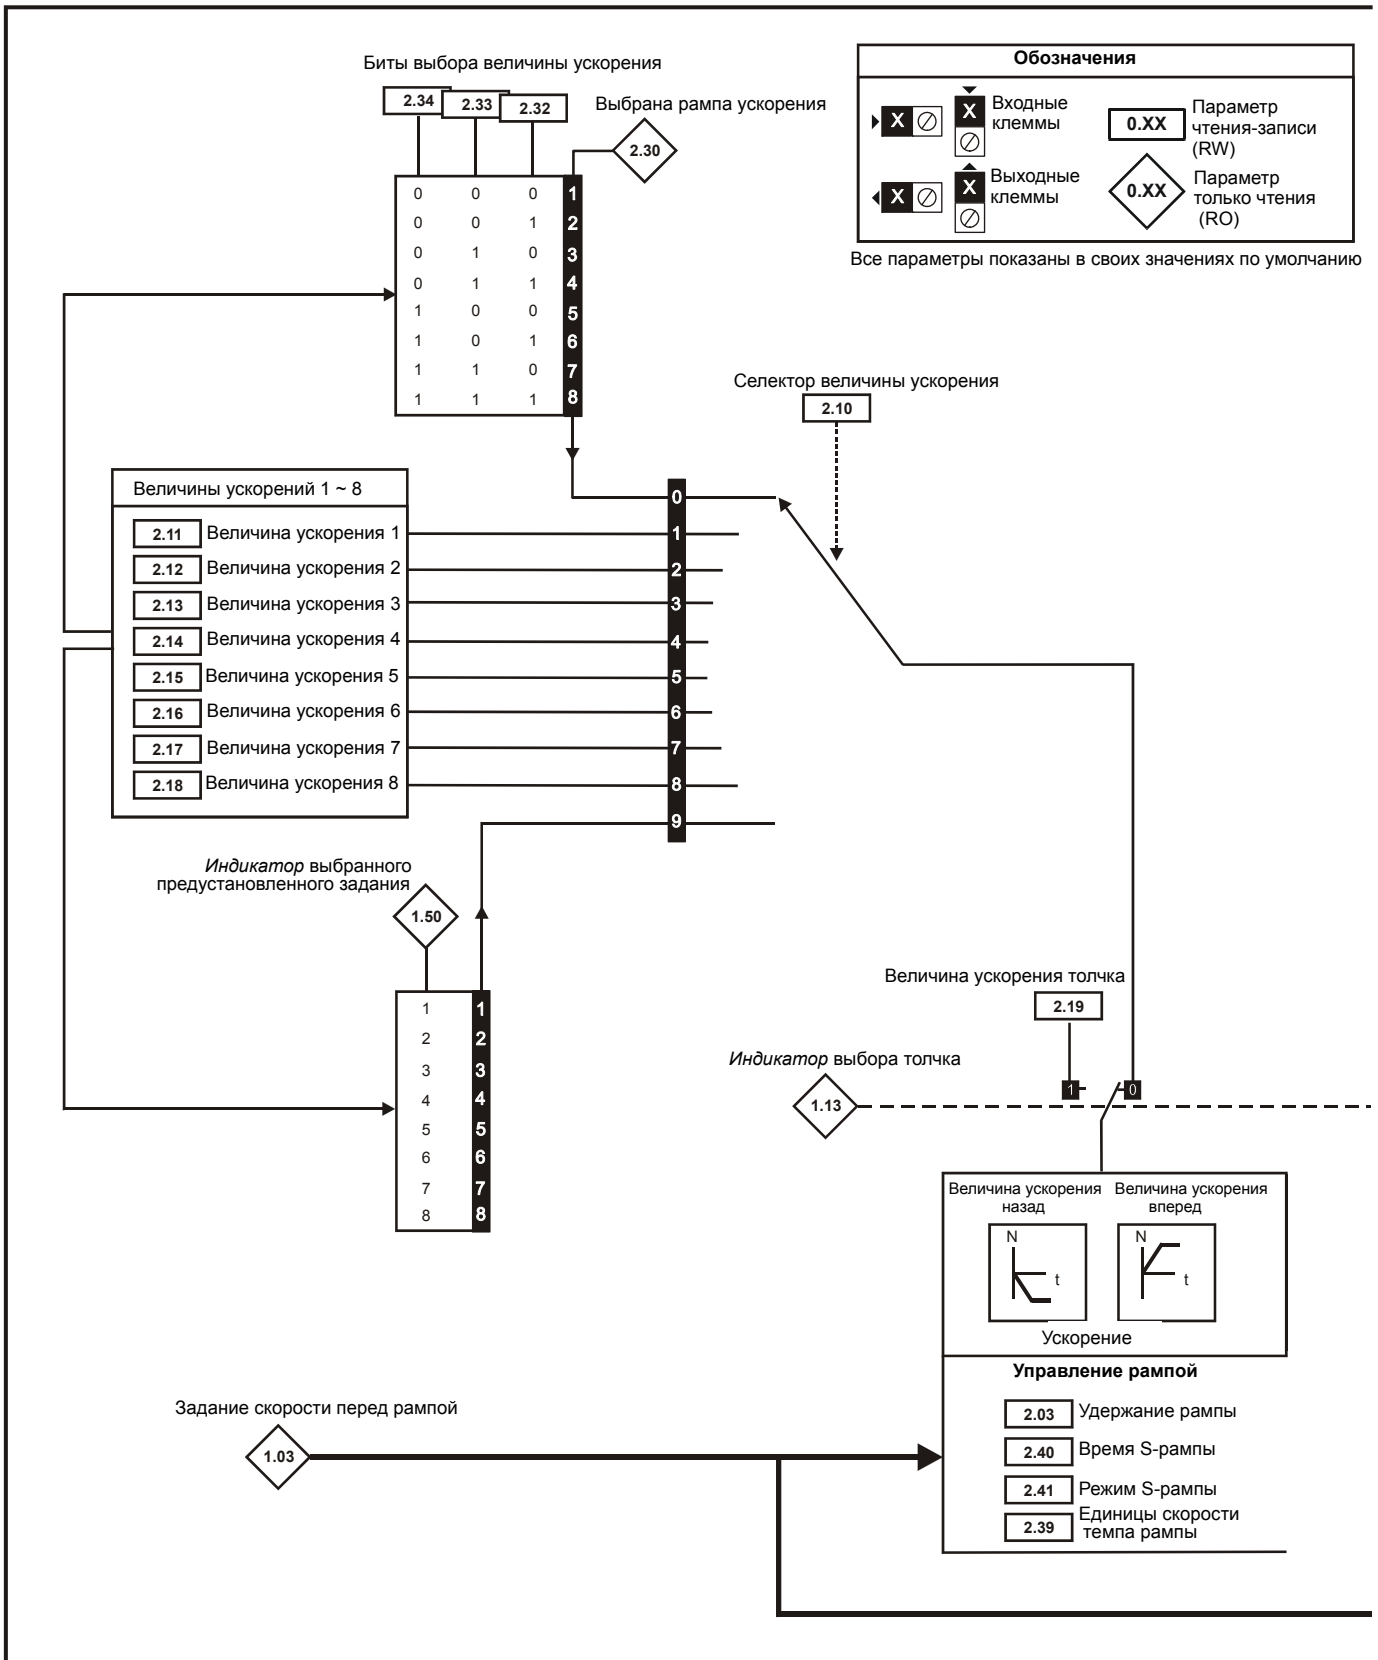 Биты выбора величины ускорения
2.34 2.33 2.32
Выбрана рампа ускорения
2.30
0 0 0 1
0 0 1 2
0 1 0 3
0 1 1 4
1 0 0 5
1 0 1 6
1 1 0 7
1 1 1 8
Обозначения
X
X
Входные
клеммы
0.XX
Параметр
чтения-записи
(RW)
X
X
Выходные
клеммы
0.XX
Параметр
только чтения
(RO)
Все параметры показаны в своих значениях по умолчанию
Селектор величины ускорения
2.10
Величины ускорений 1 ~ 8
2.11 Величина ускорения 1
2.12 Величина ускорения 2
2.13 Величина ускорения 3
2.14 Величина ускорения 4
2.15 Величина ускорения 5
2.16 Величина ускорения 6
2.17 Величина ускорения 7
2.18 Величина ускорения 8
0
1
2
3
4
5
6
7
8
9
Индикатор выбранного
предустановленного задания
1.50
1 1
2 2
3 3
4 4
5 5
6 6
7 7
8 8
Величина ускорения толчка
2.19
Индикатор выбора толчка
1.13
1 0
Величина ускорения
назад
Величина ускорения
вперед
N
t
N
t
Ускорение
Управление рампой
2.03 Удержание рампы
2.40 Время S-рампы
2.41 Режим S-рампы
2.39 Единицы скорости
темпа рампы
Задание скорости перед рампой
1.03